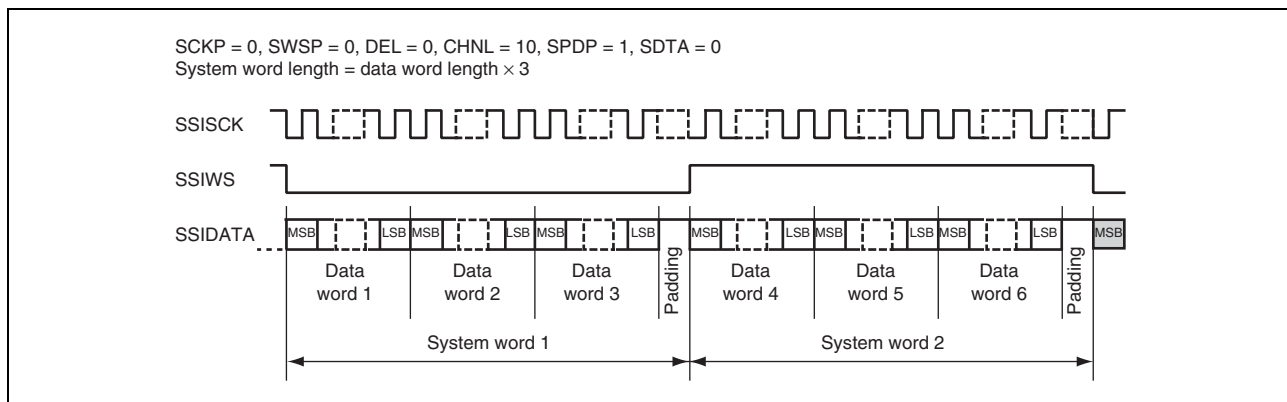 SCKP = 0, SWSP = 0, DEL = 0, CHNL = 10, SPDP = 1, SDTA = 0
System word length = data word length × 3
SSISCK
SSIWS
SSIDATA
MSB LSB MSB LSB MSB LSB MSB LSB MSB LSB MSB LSB MSB
Data word 1
Data word 2
Data word 3
Padding
Data word 4
Data word 5
Data word 6
Padding
System word 1
System word 2